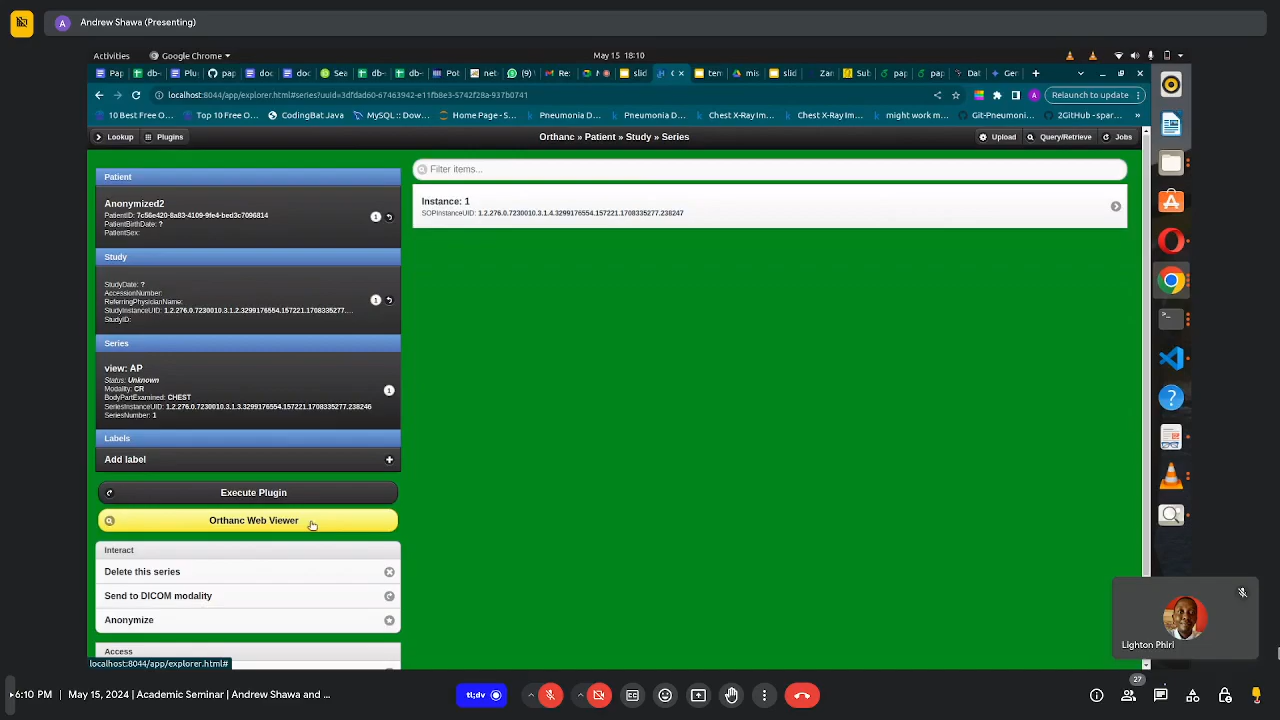 Andrew Shawa (Presenting)
Activities
Google Chrome
May 15 18:10
localhost:8044/app/explorer.html#series?uuid=3dfdad60-67463942-e11fb8e3-5742f28a-937b0741
Relaunch to update
10 Best Free O...
Top 10 Free O...
CodingBat Java
MySQL :: Dow...
Home Page - S...
Pneumonia D...
Pneumonia D...
Chest X-Ray Im...
Chest X-Ray Im...
might work m...
Git-Pneumoni...
2GitHub - spar...
Lookup
Plugins
Orthanc » Patient » Study » Series
Upload
Query/Retrieve
Jobs
Patient
Anonymized2
PatientID: 7c56e420-8a83-4109-9fe4-bed3c7096814
PatientBirthDate: ?
PatientSex:
1
Study
StudyDate: ?
AccessionNumber:
ReferringPhysicianName:
StudyInstanceUID: 1.2.276.0.7230010.3.1.2.3299176554.157221.1708335277....
StudyID:
1
Series
view: AP
Status: Unknown
Modality: CR
BodyPartExamined: CHEST
SeriesInstanceUID: 1.2.276.0.7230010.3.1.3.3299176554.157221.1708335277.238246
SeriesNumber: 1
1
Labels
Add label
Execute Plugin
Orthanc Web Viewer
Interact
Delete this series
Send to DICOM modality
Anonymize
Access
localhost:8044/app/explorer.html#
Filter items...
Instance: 1
SOPInstanceUID: 1.2.276.0.7230010.3.1.4.3299176554.157221.1708335277.238247
Lighton Phiri
6:10 PM | May 15, 2024 | Academic Seminar | Andrew Shawa and ...
tl;dv
27